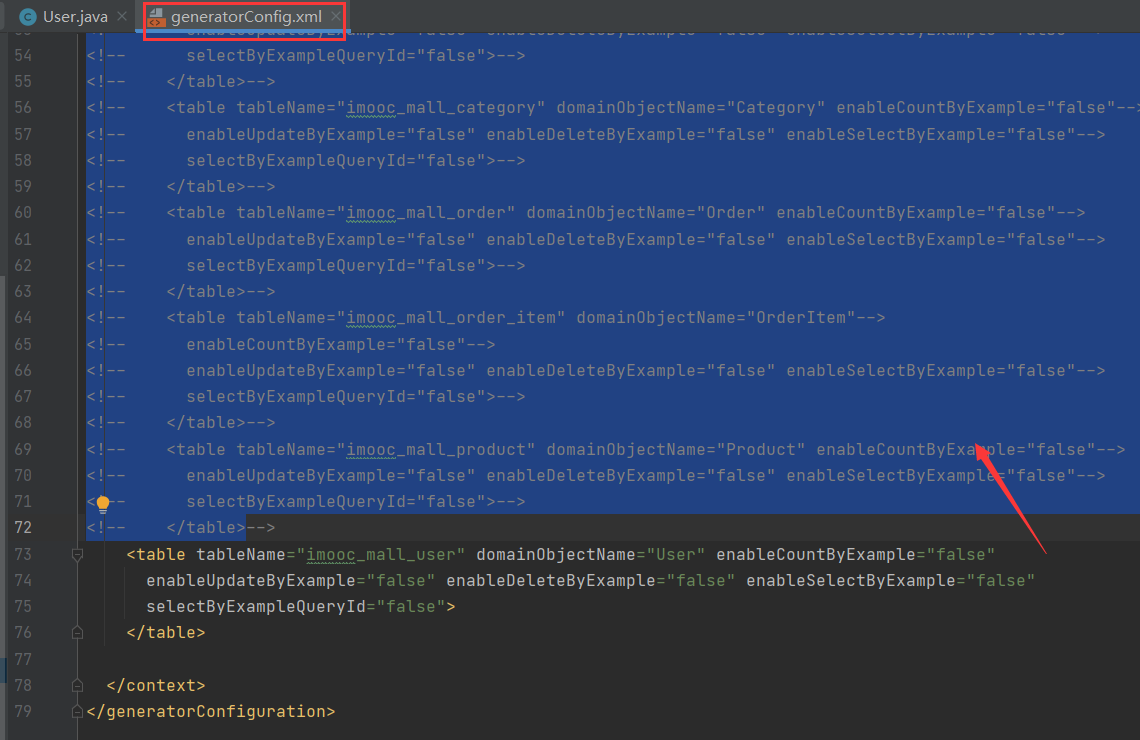 User.java
generatorConfig.xml
54 <!--      selectByExampleQueryId="false">-->
55 <!--    </table>-->
56 <!--    <table tableName="imooc_mall_category" domainObjectName="Category" enableCountByExample="false"-->
57 <!--      enableUpdateByExample="false" enableDeleteByExample="false" enableSelectByExample="false"-->
58 <!--      selectByExampleQueryId="false">-->
59 <!--    </table>-->
60 <!--    <table tableName="imooc_mall_order" domainObjectName="Order" enableCountByExample="false"-->
61 <!--      enableUpdateByExample="false" enableDeleteByExample="false" enableSelectByExample="false"-->
62 <!--      selectByExampleQueryId="false">-->
63 <!--    </table>-->
64 <!--    <table tableName="imooc_mall_order_item" domainObjectName="OrderItem"-->
65 <!--      enableCountByExample="false"-->
66 <!--      enableUpdateByExample="false" enableDeleteByExample="false" enableSelectByExample="false"-->
67 <!--      selectByExampleQueryId="false">-->
68 <!--    </table>-->
69 <!--    <table tableName="imooc_mall_product" domainObjectName="Product" enableCountByExample="false"-->
70 <!--      enableUpdateByExample="false" enableDeleteByExample="false" enableSelectByExample="false"-->
71 <!--      selectByExampleQueryId="false">-->
72 <!--    </table>-->
73     <table tableName="imooc_mall_user" domainObjectName="User" enableCountByExample="false"
74       enableUpdateByExample="false" enableDeleteByExample="false" enableSelectByExample="false"
75       selectByExampleQueryId="false">
76     </table>
77
78   </context>
79 </generatorConfiguration>